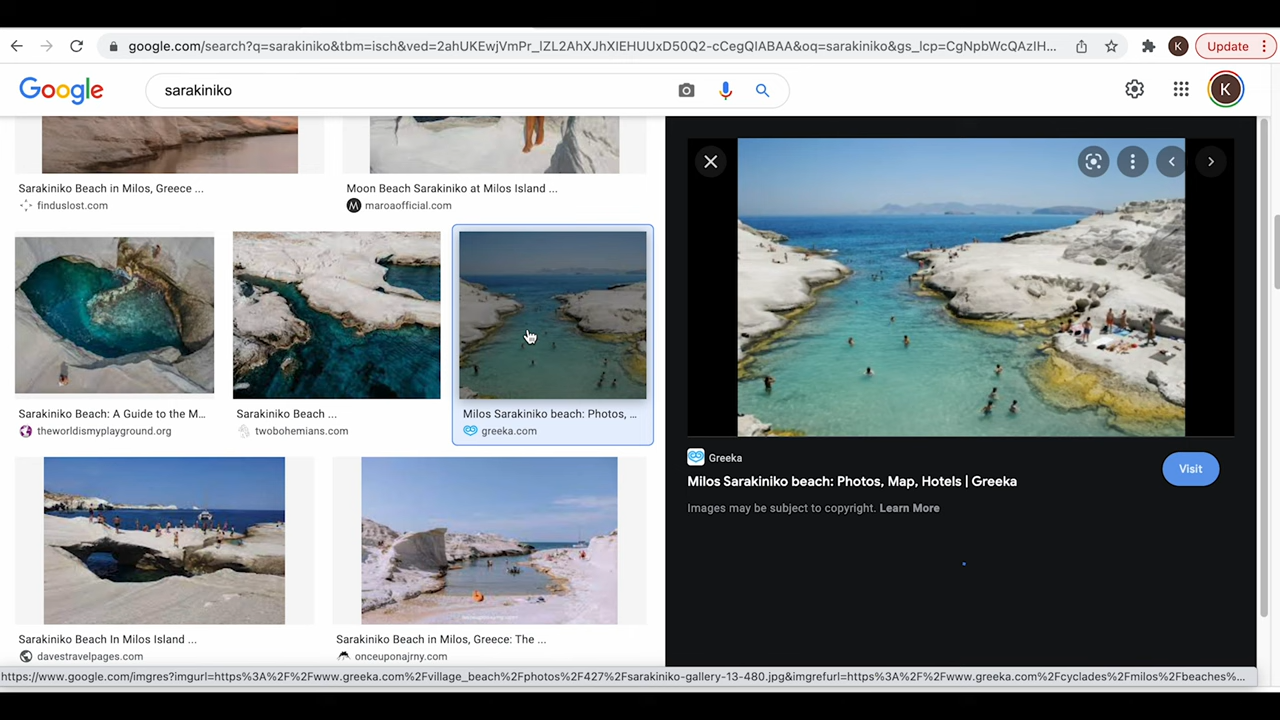 google.com/search?q=sarakiniko&tbm=isch&ved=2ahUKEwjVmPr_lZL2AhXJhXIEHUUxD50Q2-cCegQIABAA&oq=sarakiniko&gs_lcp=CgNpbWcQAzIH...
K
Update
Google
sarakiniko
K
Sarakiniko Beach in Milos, Greece ...
finduslost.com
Moon Beach Sarakiniko at Milos Island ...
M maroaofficial.com
Sarakiniko Beach: A Guide to the M...
theworldismyplayground.org
Sarakiniko Beach ...
twobohemians.com
Milos Sarakiniko beach: Photos, ...
greeka.com
Sarakiniko Beach In Milos Island ...
davestravelpages.com
Sarakiniko Beach in Milos, Greece: The ...
onceuponajrny.com
Greeka
Milos Sarakiniko beach: Photos, Map, Hotels | Greeka
Visit
Images may be subject to copyright. Learn More
https://www.google.com/imgres?imgurl=https%3A%2F%2Fwww.greeka.com%2Fvillage_beach%2Fphotos%2F427%2Fsarakiniko-gallery-13-480.jpg&imgrefurl=https%3A%2F%2Fwww.greeka.com%2Fcyclades%2Fmilos%2Fbeaches%...